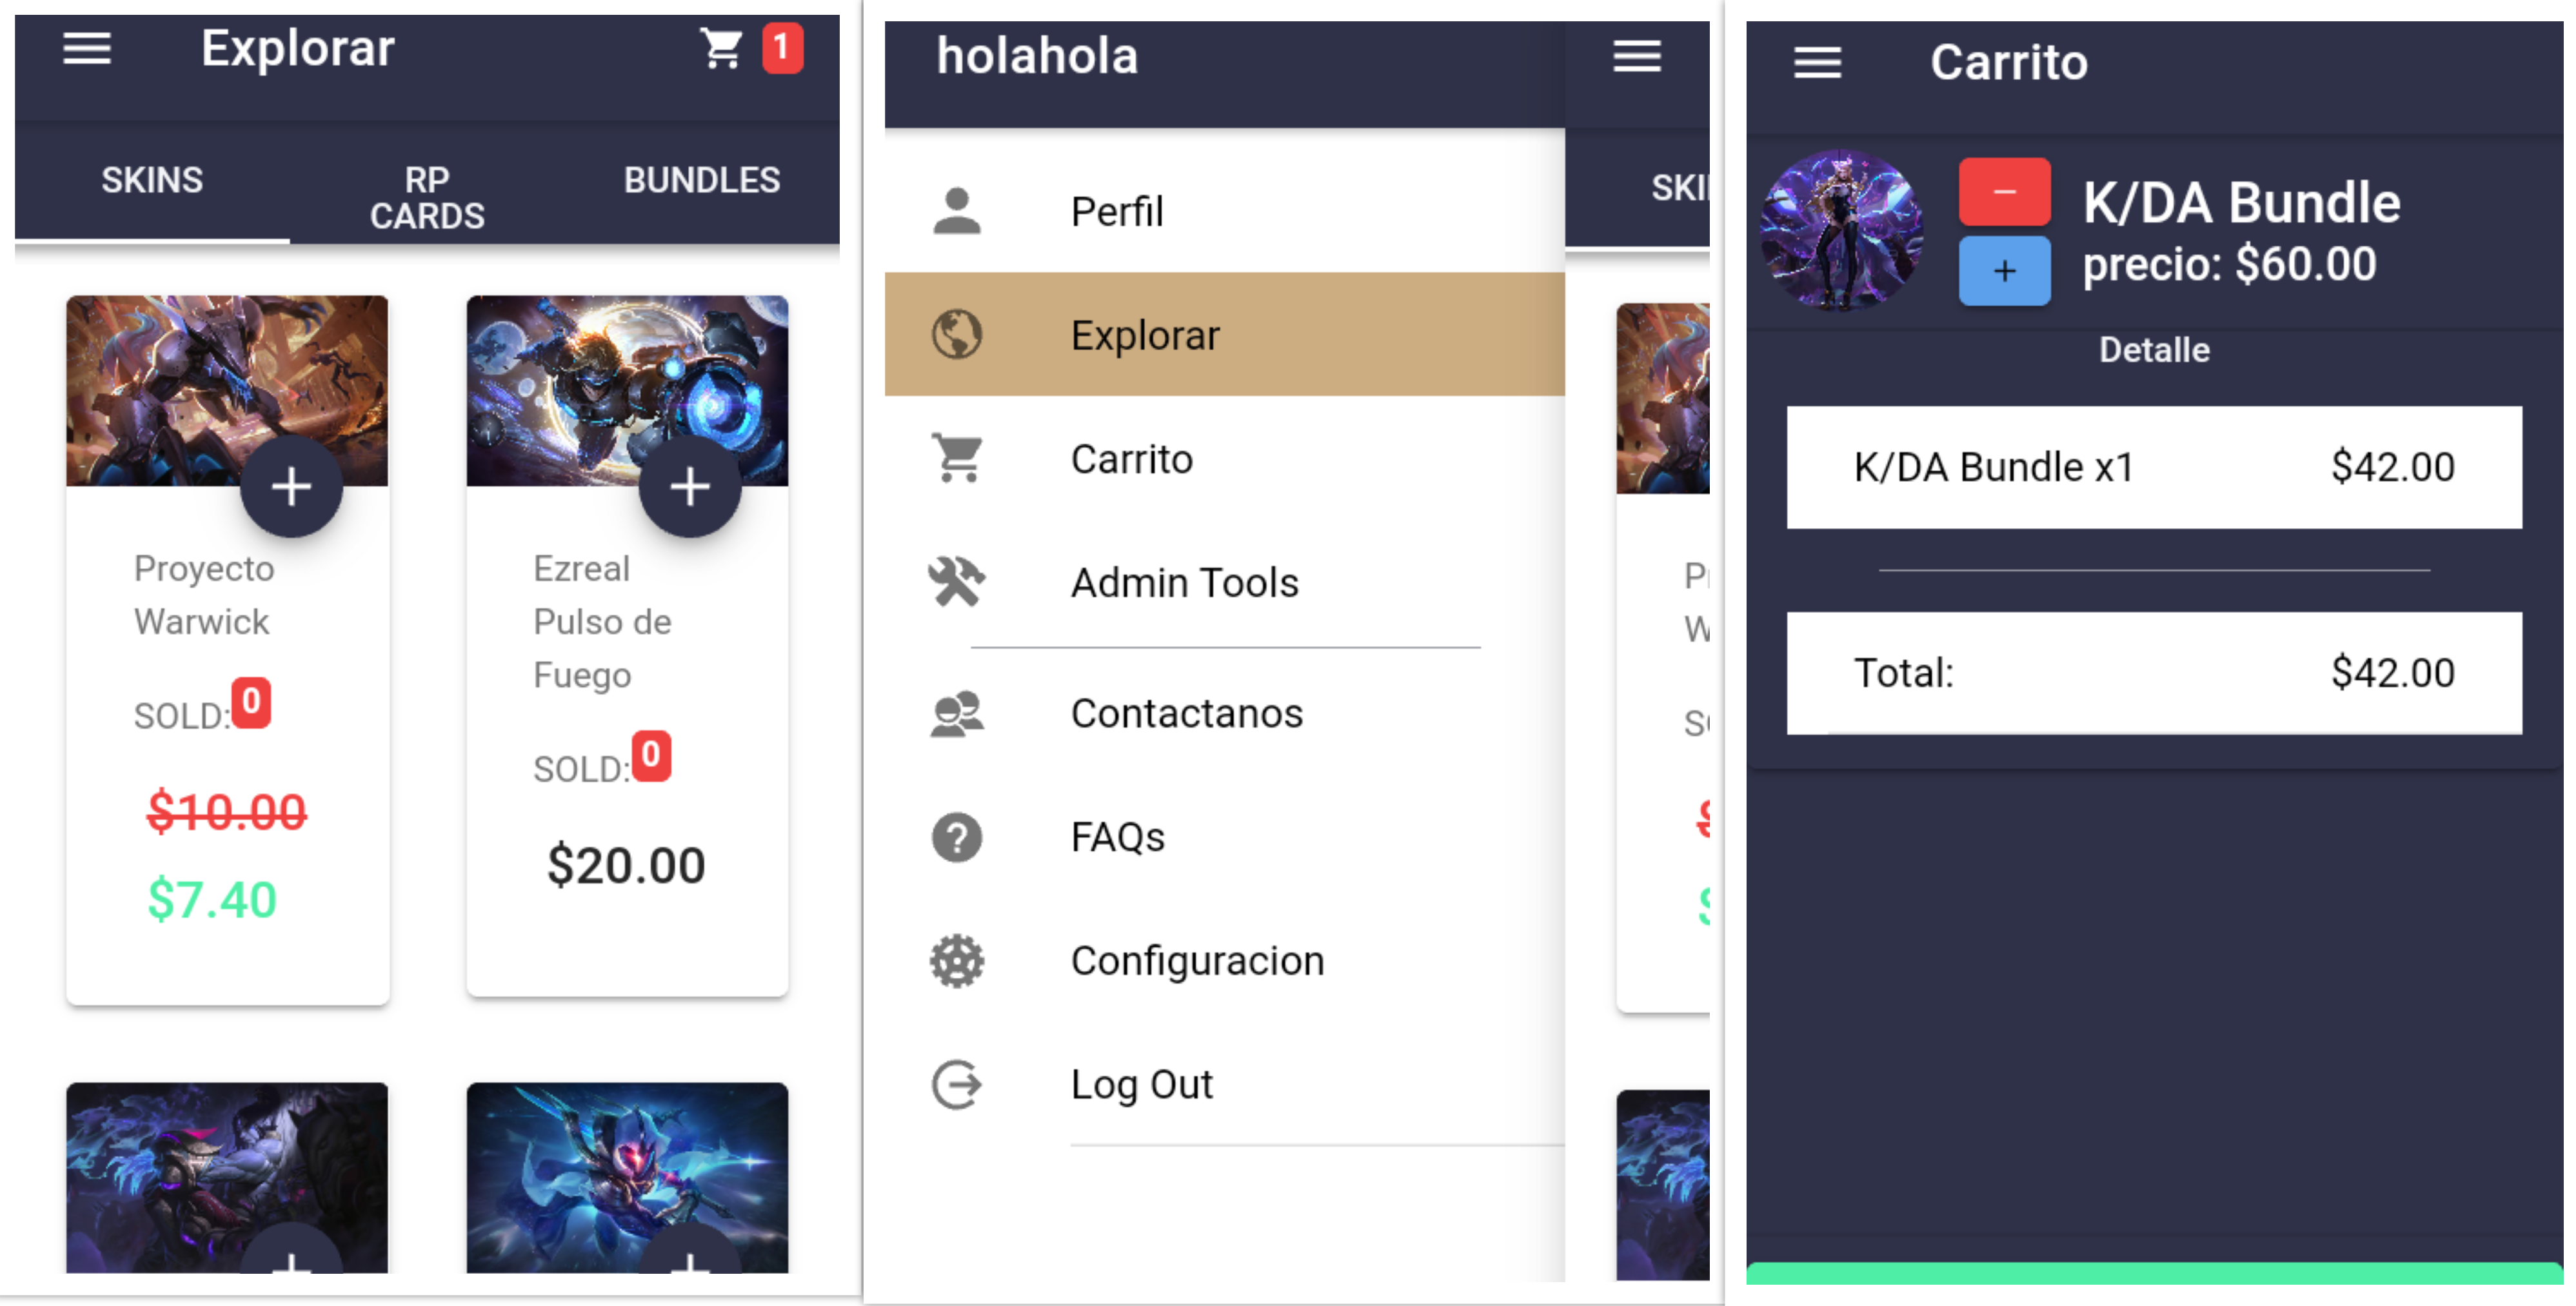 Explorar
1
SKINS
RP
CARDS
BUNDLES
Proyecto
Warwick
SOLD:0
$10.00
$7.40
Ezreal
Pulso de
Fuego
SOLD:0
$20.00
holahola
Perfil
Explorar
Carrito
Admin Tools
Contactanos
FAQs
Configuracion
Log Out
SKI
Carrito
K/DA Bundle
precio: $60.00
Detalle
K/DA Bundle x1 $42.00
Total: $42.00